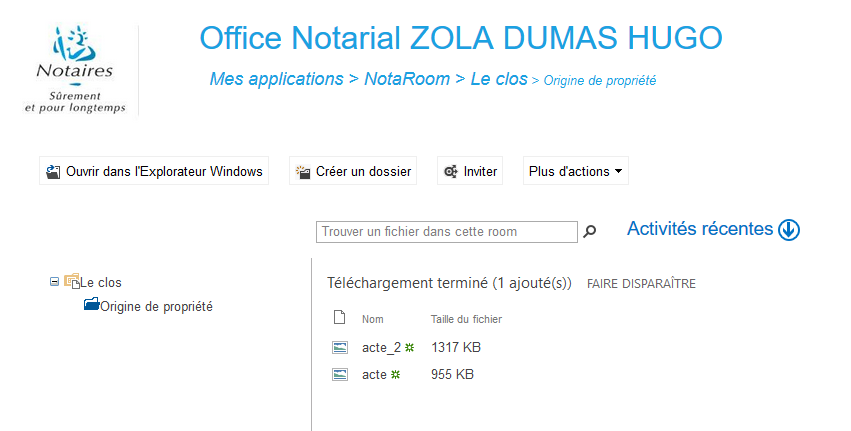 Office Notarial ZOLA DUMAS HUGO
Notaires
Sûrement
et pour longtemps
Mes applications > NotaRoom > Le clos > Origine de propriété
Ouvrir dans l'Explorateur Windows Créer un dossier Inviter Plus d'actions
Trouver un fichier dans cette room
Activités récentes
Le clos
Origine de propriété
Téléchargement terminé (1 ajouté(s)) FAIRE DISPARAÎTRE
Nom Taille du fichier
acte_2 1317 KB
acte 955 KB